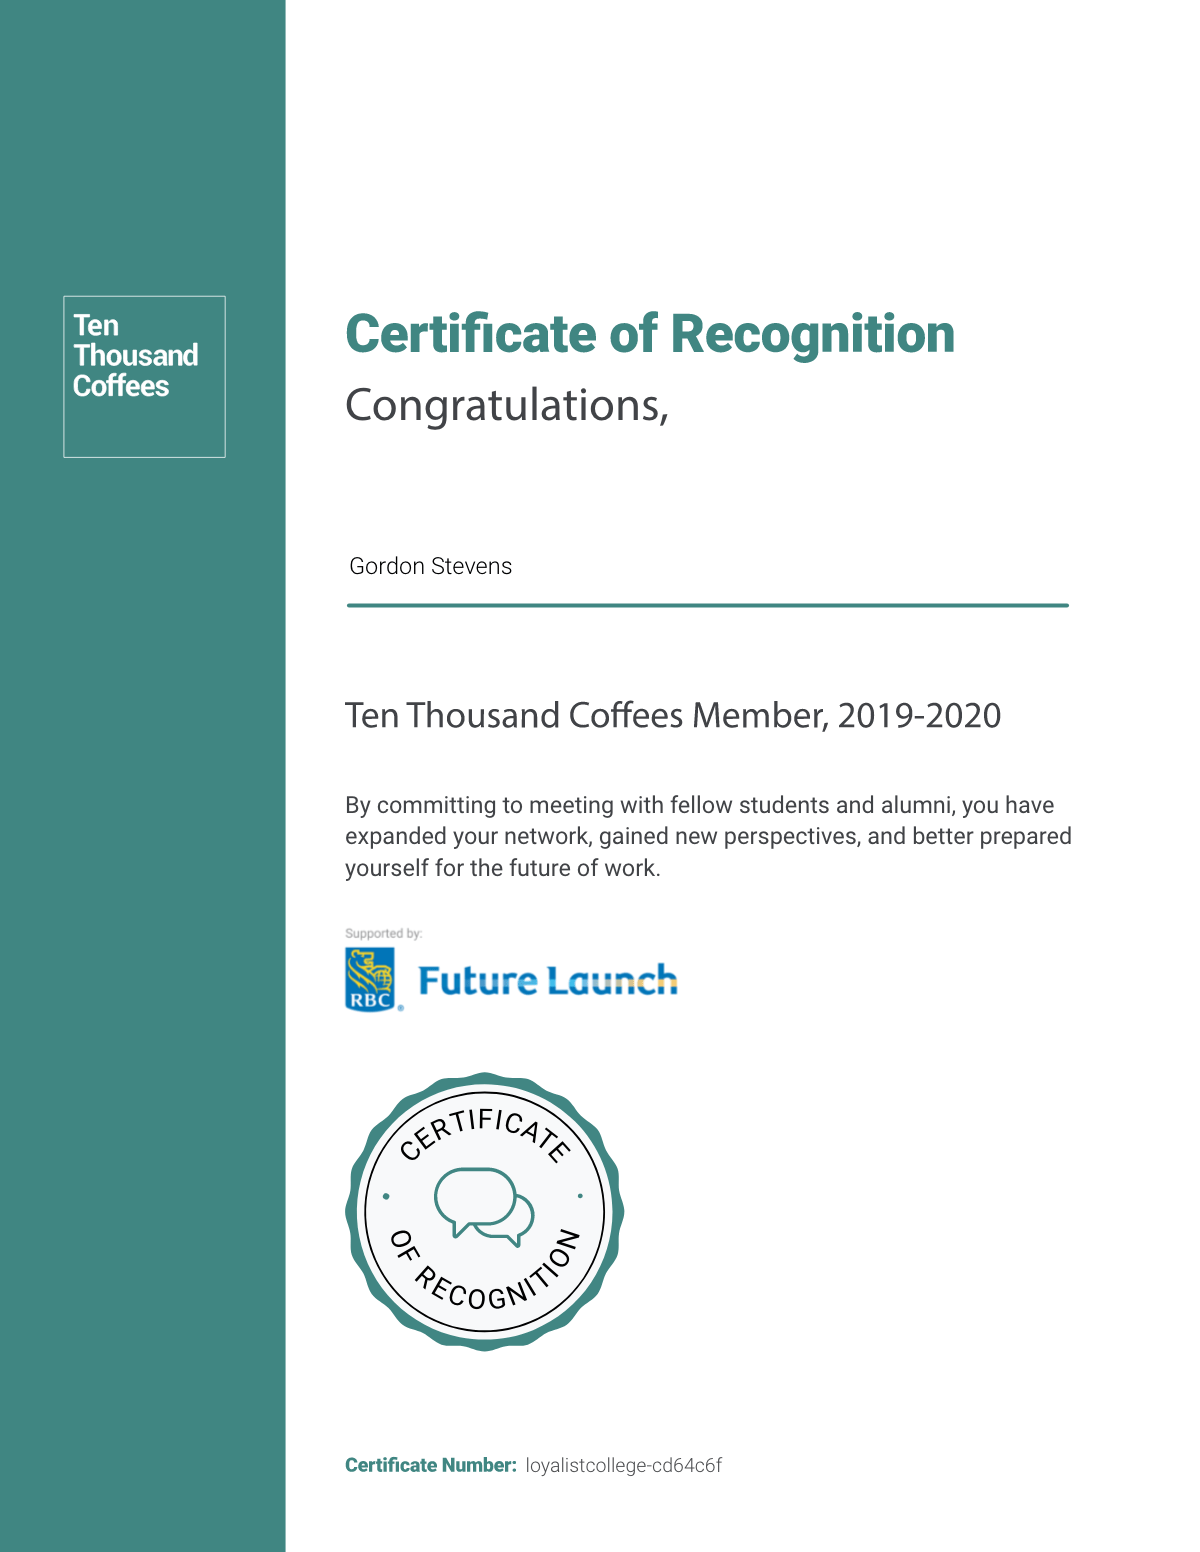 Ten
Thousand
Coffees
Certificate of Recognition
Congratulations,
Gordon Stevens
Ten Thousand Coffees Member, 2019-2020
By committing to meeting with fellow students and alumni, you have
expanded your network, gained new perspectives, and better prepared
yourself for the future of work.
Supported by:
RBC® Future Launch
CERTIFICATE
OF RECOGNITION
Certificate Number: loyalistcollege-cd64c6f